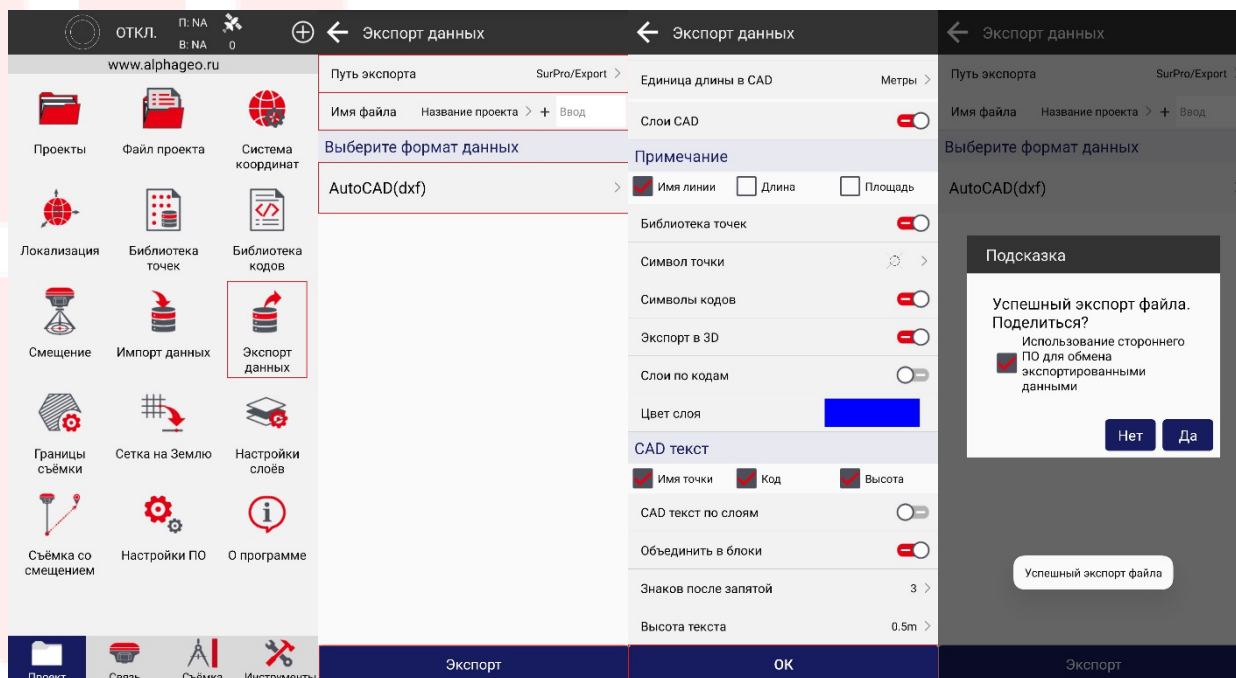 ОТКЛ.
П: NA
В: NA
0
www.alphageo.ru
Проекты
Файл проекта
Система
координат
Локализация
Библиотека
точек
Библиотека
кодов
Смещение
Импорт данных
Экспорт
данных
Границы
съёмки
Сетка на Землю
Настройки
слоёв
Съёмка со
смещением
Настройки ПО
О программе
Проект
Связь
Съёмка
Инструменты
Экспорт данных
Путь экспорта SurPro/Export >
Имя файла Название проекта > + Ввод
Выберите формат данных
AutoCAD(dxf) >
Экспорт
Экспорт данных
Единица длины в CAD Метры >
Слои CAD
Примечание
Имя линии Длина Площадь
Библиотека точек
Символ точки >
Символы кодов
Экспорт в 3D
Слои по кодам
Цвет слоя
CAD текст
Имя точки Код Высота
CAD текст по слоям
Объединить в блоки
Знаков после запятой 3 >
Высота текста 0.5m >
ОК
Экспорт данных
Путь экспорта SurPro/Export
Имя файла Название проекта > + Ввод
Выберите формат данных
AutoCAD(dxf)
Подсказка
Успешный экспорт файла.
Поделиться?
Использование стороннего
ПО для обмена
экспортированными
данными
Нет Да
Успешный экспорт файла
Экспорт